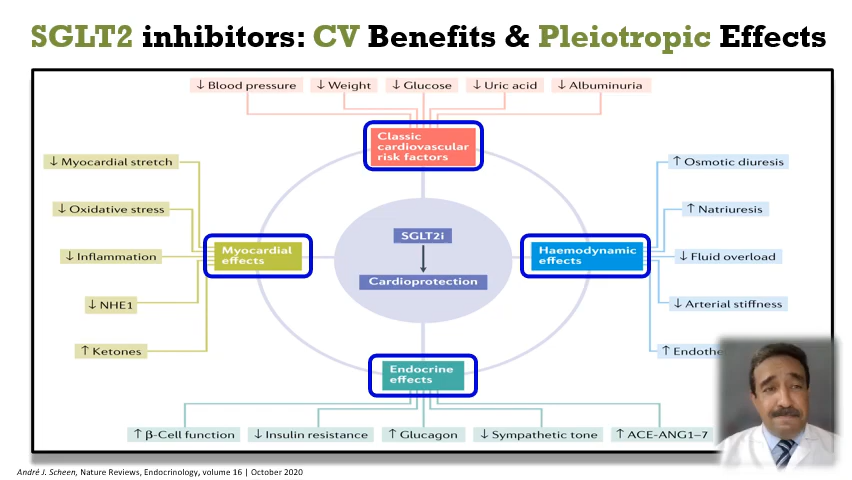 SGLT2 inhibitors: CV Benefits & Pleiotropic Effects
↓ Blood pressure
↓ Weight
↓ Glucose
↓ Uric acid
↓ Albuminuria
Classic
cardiovascular
risk factors
↓ Myocardial stretch
↓ Oxidative stress
↓ Inflammation
↓ NHE1
↑ Ketones
Myocardial
effects
SGLT2i
Cardioprotection
Haemodynamic
effects
↑ Osmotic diuresis
↑ Natriuresis
↓ Fluid overload
↓ Arterial stiffness
↑
Endocrine
effects
↑ β-Cell function
↓ Insulin resistance
↑ Glucagon
↓ Sympathetic tone
↑ ACE-ANG1–7
André J. Scheen, Nature Reviews, Endocrinology, volume 16 | October 2020